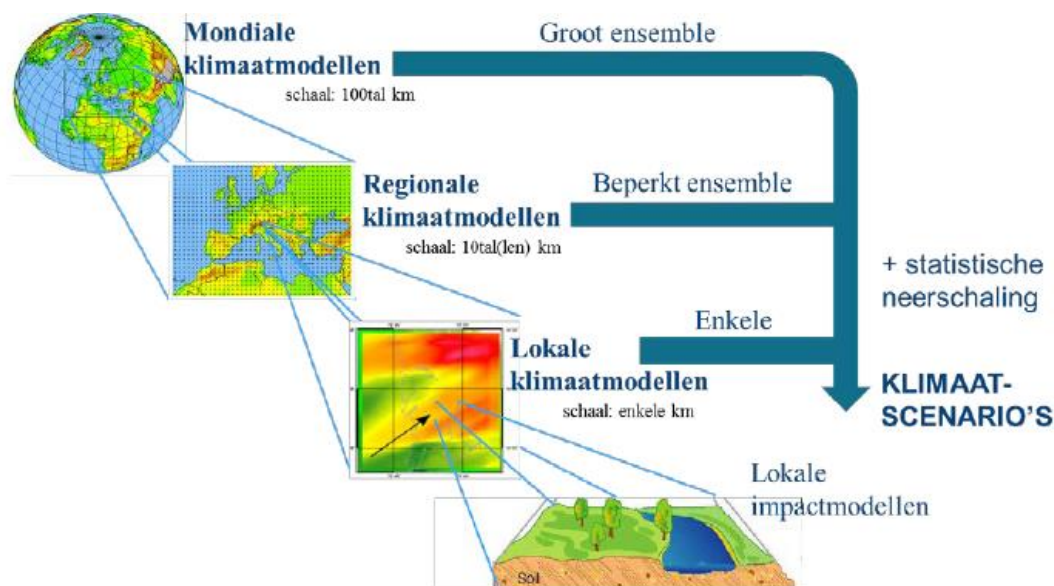 Mondiale
klimaatmodellen
schaal: 100tal km
Groot ensemble
Regionale
klimaatmodellen
schaal: 10tal(len) km
Beperkt ensemble
+ statistische
neerschaling
Lokale
klimaatmodellen
schaal: enkele km
Enkele
KLIMAAT-
SCENARIO'S
Lokale
impactmodellen
Soil